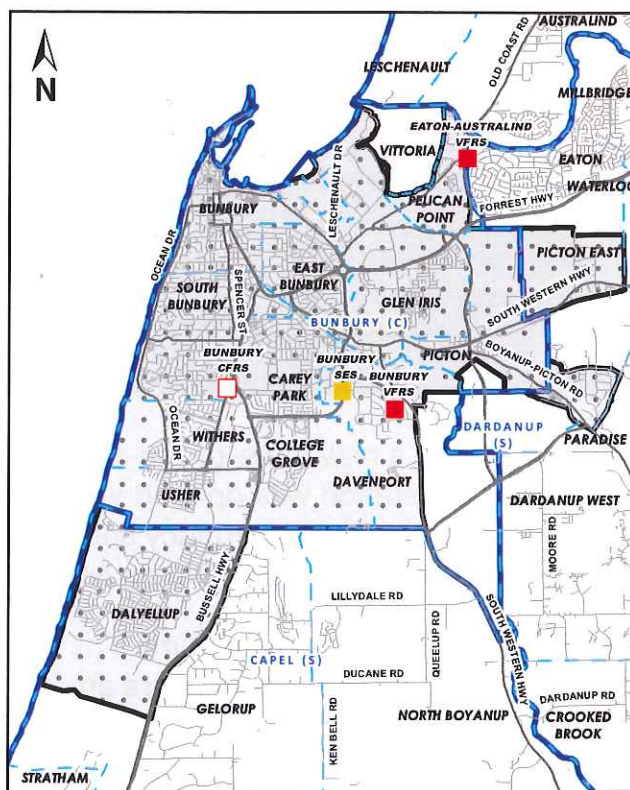 AUSTRALIND
OLD COAST RD
LESCHENAULT
N
MILLBRIDGE
EATON-AUSTRALIND
VFRS
VITTORIA
EATON
LESCHENAULT DR
WATERLOO
FORREST HWY
PELICAN
POINT
BUNBURY
OCEAN DR
PICTON EAST
EAST
BUNBURY
SOUTH
BUNBURY
SPENCER ST
GLEN IRIS
SOUTH WESTERN HWY
BUNBURY (C)
BUNBURY
CFRS
BUNBURY
SES
PICTON
BOYANUP-PICTON RD
CAREY
PARK
BUNBURY
VFRS
OCEAN DR
WITHERS
DARDANUP
(S)
PARADISE
COLLEGE
GROVE
USHER
DAVENPORT
DARDANUP WEST
MOORE RD
BUSSELL HWY
DALYELLUP
LILLYDALE RD
QUEELUP RD
SOUTH WESTERN HWY
CAPEL (S)
DUCANE RD
GELORUP
KEN BELL RD
NORTH BOYANUP
DARDANUP RD
CROOKED
BROOK
STRATHAM